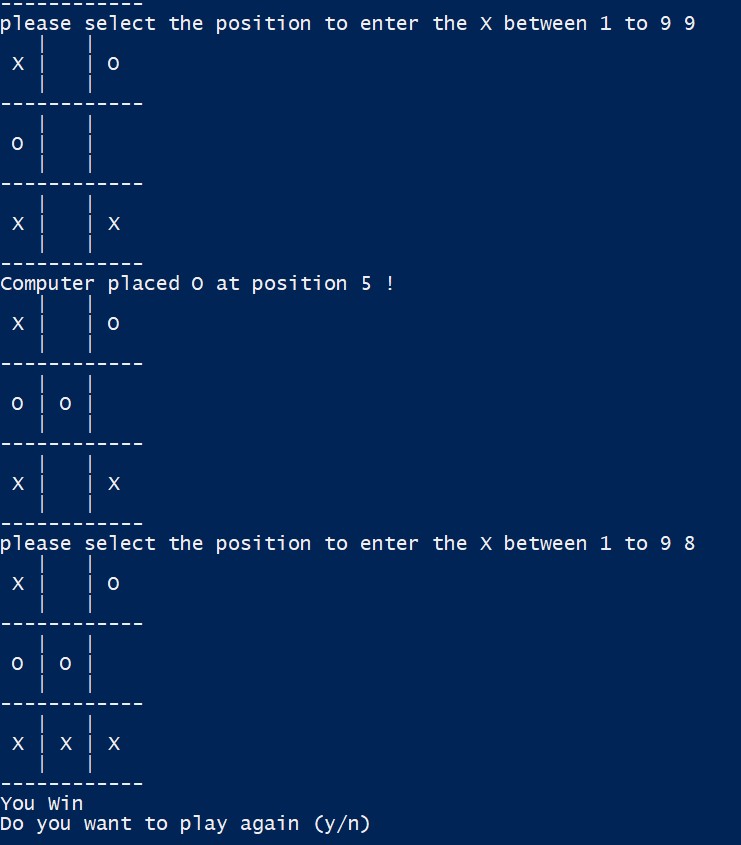 ------------
please select the position to enter the X between 1 to 9 9
   |   |
 X |   | O
   |   |
------------
   |   |
 O |   |
   |   |
------------
   |   |
 X |   | X
   |   |
------------
Computer placed O at position 5 !
   |   |
 X |   | O
   |   |
------------
   |   |
 O | O |
   |   |
------------
   |   |
 X |   | X
   |   |
------------
please select the position to enter the X between 1 to 9 8
   |   |
 X |   | O
   |   |
------------
   |   |
 O | O |
   |   |
------------
   |   |
 X | X | X
   |   |
------------
You Win
Do you want to play again (y/n)